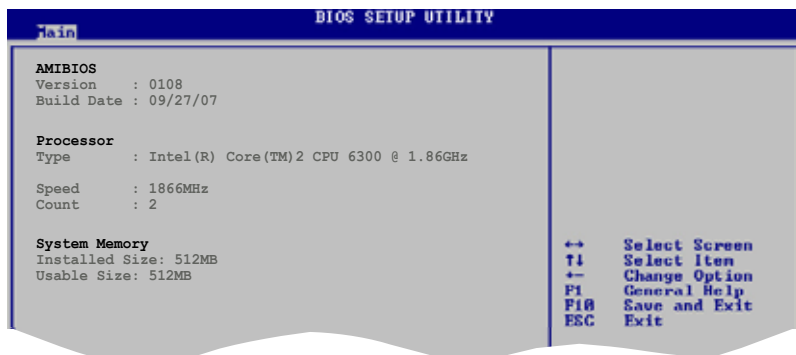 BIOS SETUP UTILITY
Main
AMIBIOS
Version : 0108
Build Date : 09/27/07
Processor
Type : Intel(R) Core(TM)2 CPU 6300 @ 1.86GHz
Speed : 1866MHz
Count : 2
System Memory
Installed Size: 512MB
Usable Size: 512MB
←→ Select Screen
↑↓ Select Item
+- Change Option
F1 General Help
F10 Save and Exit
ESC Exit